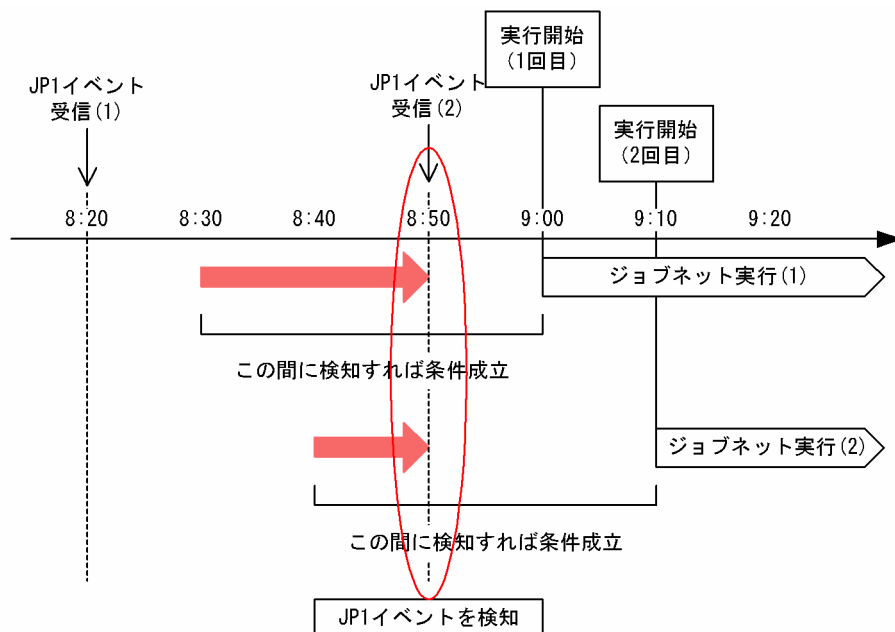 実行開始
(1回目)
JP1イベント
受信(1)
JP1イベント
受信(2)
実行開始
(2回目)
8:20
8:30
8:40
8:50
9:00
9:10
9:20
ジョブネット実行(1)
この間に検知すれば条件成立
ジョブネット実行(2)
この間に検知すれば条件成立
JP1イベントを検知